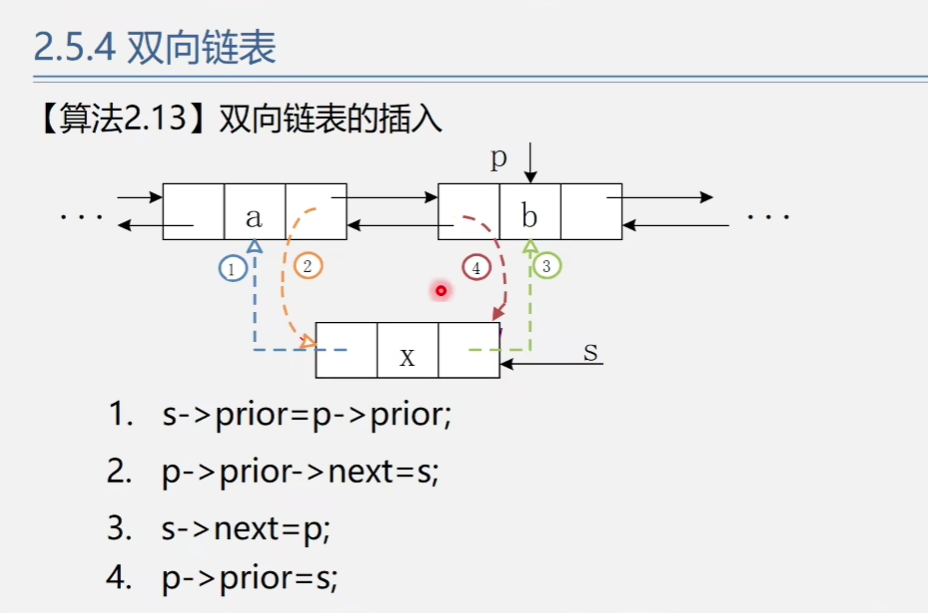 2.5.4 双向链表
【算法2.13】双向链表的插入
p
... a b ...
1 2 4 3
x s
1. s->prior=p->prior;
2. p->prior->next=s;
3. s->next=p;
4. p->prior=s;